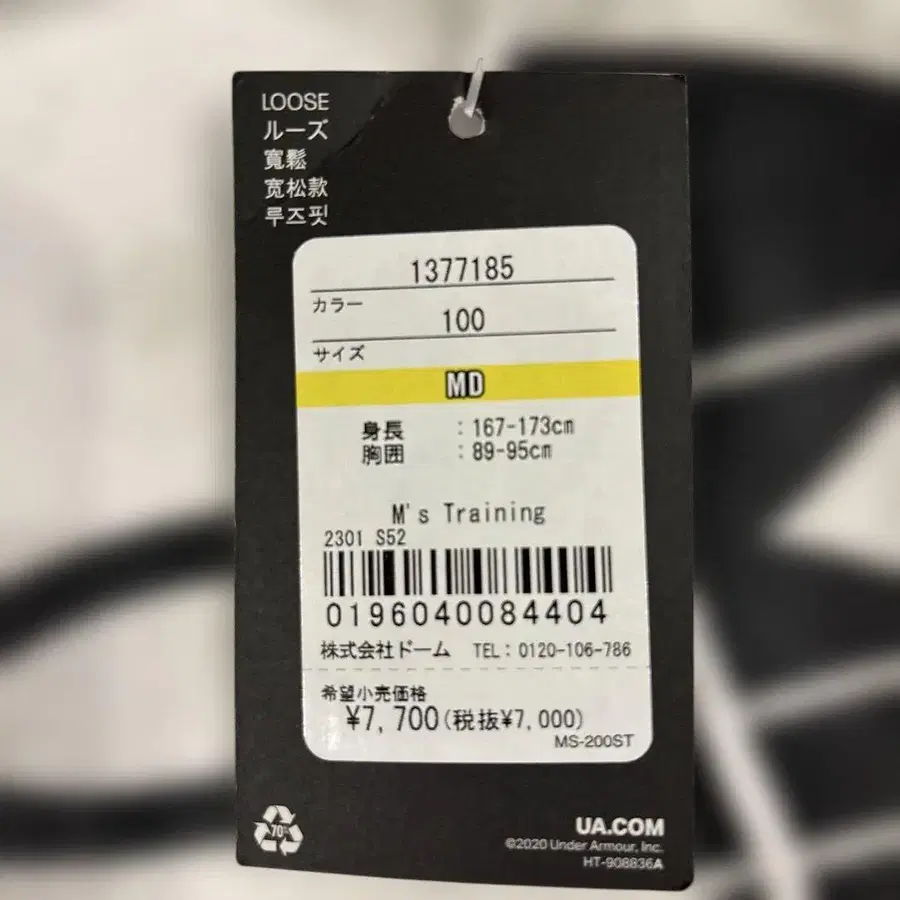 LOOSE
ルーズ
寬鬆
宽松款
루즈핏
1377185
カラー
100
サイズ
MD
身長 : 167-173cm
胸囲 : 89-95cm
M's Training
2301 S52
0196040084404
株式会社ドーム TEL: 0120-106-786
希望小売価格
¥7,700(税抜¥7,000)
MS-200ST
70%
UA.COM
©2020 Under Armour, Inc.
HT-908836A